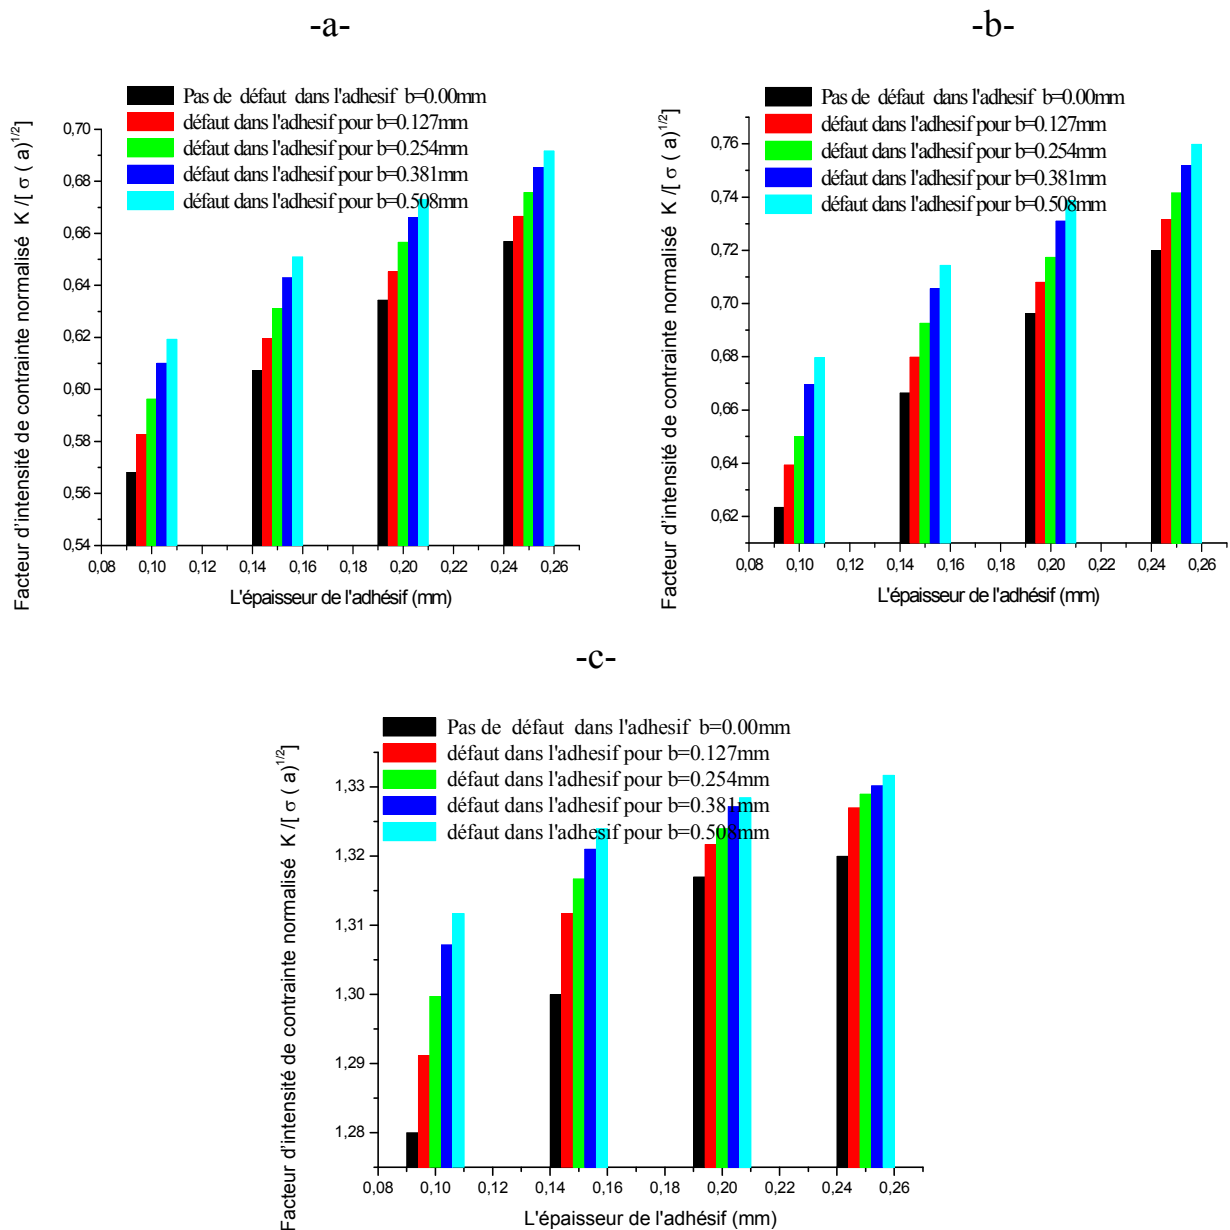 -a-
Pas de défaut dans l'adhesif b=0.00mm
défaut dans l'adhesif pour b=0.127mm
défaut dans l'adhesif pour b=0.254mm
défaut dans l'adhesif pour b=0.381mm
défaut dans l'adhesif pour b=0.508mm
Facteur d'intensité de contrainte normalisé K /[ σ ( a)^1/2]
0,70
0,68
0,66
0,64
0,62
0,60
0,58
0,56
0,54
0,08 0,10 0,12 0,14 0,16 0,18 0,20 0,22 0,24 0,26
L'épaisseur de l'adhésif (mm)
-b-
Pas de défaut dans l'adhesif b=0.00mm
défaut dans l'adhesif pour b=0.127mm
défaut dans l'adhesif pour b=0.254mm
défaut dans l'adhesif pour b=0.381mm
défaut dans l'adhesif pour b=0.508mm
Facteur d'intensité de contrainte normalisé K /[ σ ( a)^1/2]
0,76
0,74
0,72
0,70
0,68
0,66
0,64
0,62
0,08 0,10 0,12 0,14 0,16 0,18 0,20 0,22 0,24 0,26
L'épaisseur de l'adhésif (mm)
-c-
Pas de défaut dans l'adhesif b=0.00mm
défaut dans l'adhesif pour b=0.127mm
défaut dans l'adhesif pour b=0.254mm
défaut dans l'adhesif pour b=0.381mm
défaut dans l'adhesif pour b=0.508mm
Facteur d'intensité de contrainte normalisé K /[ σ ( a)^1/2]
1,33
1,32
1,31
1,30
1,29
1,28
0,08 0,10 0,12 0,14 0,16 0,18 0,20 0,22 0,24 0,26
L'épaisseur de l'adhésif (mm)